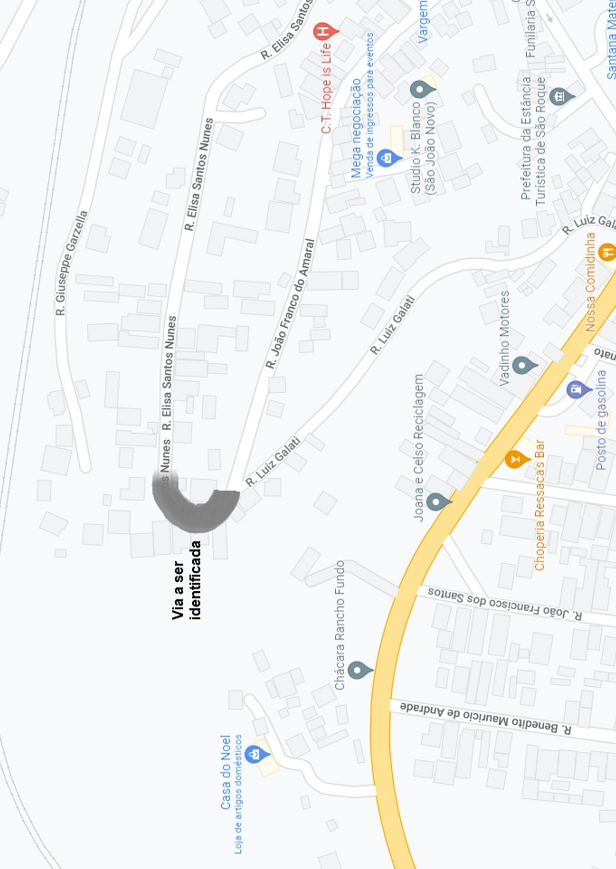 R. Elisa Santos
C.T. Hope is Life
Vargem
Funilaria S
Santana Mater
Mega negociação
Venda de ingressos para eventos
Studio K. Blanco
(São João Novo)
Prefeitura da Estância
Turística de São Roque
R. Elisa Santos Nunes
R. Giuseppe Garzella
R. João Franco do Amaral
R. Luiz Gala
Nossa Comidinha
R. Luiz Galati
Vadinho Motores
nato
R. Elisa Santos Nunes
Posto de gasolina
Joana e Celso Reciclagem
s Nunes
R. Luiz Galati
Choperia Ressaca's Bar
Via a ser
identificada
Chácara Rancho Fundo
R. João Francisco dos Santos
R. Benedito Mauricio de Andrade
Casa do Noel
Loja de artigos domésticos